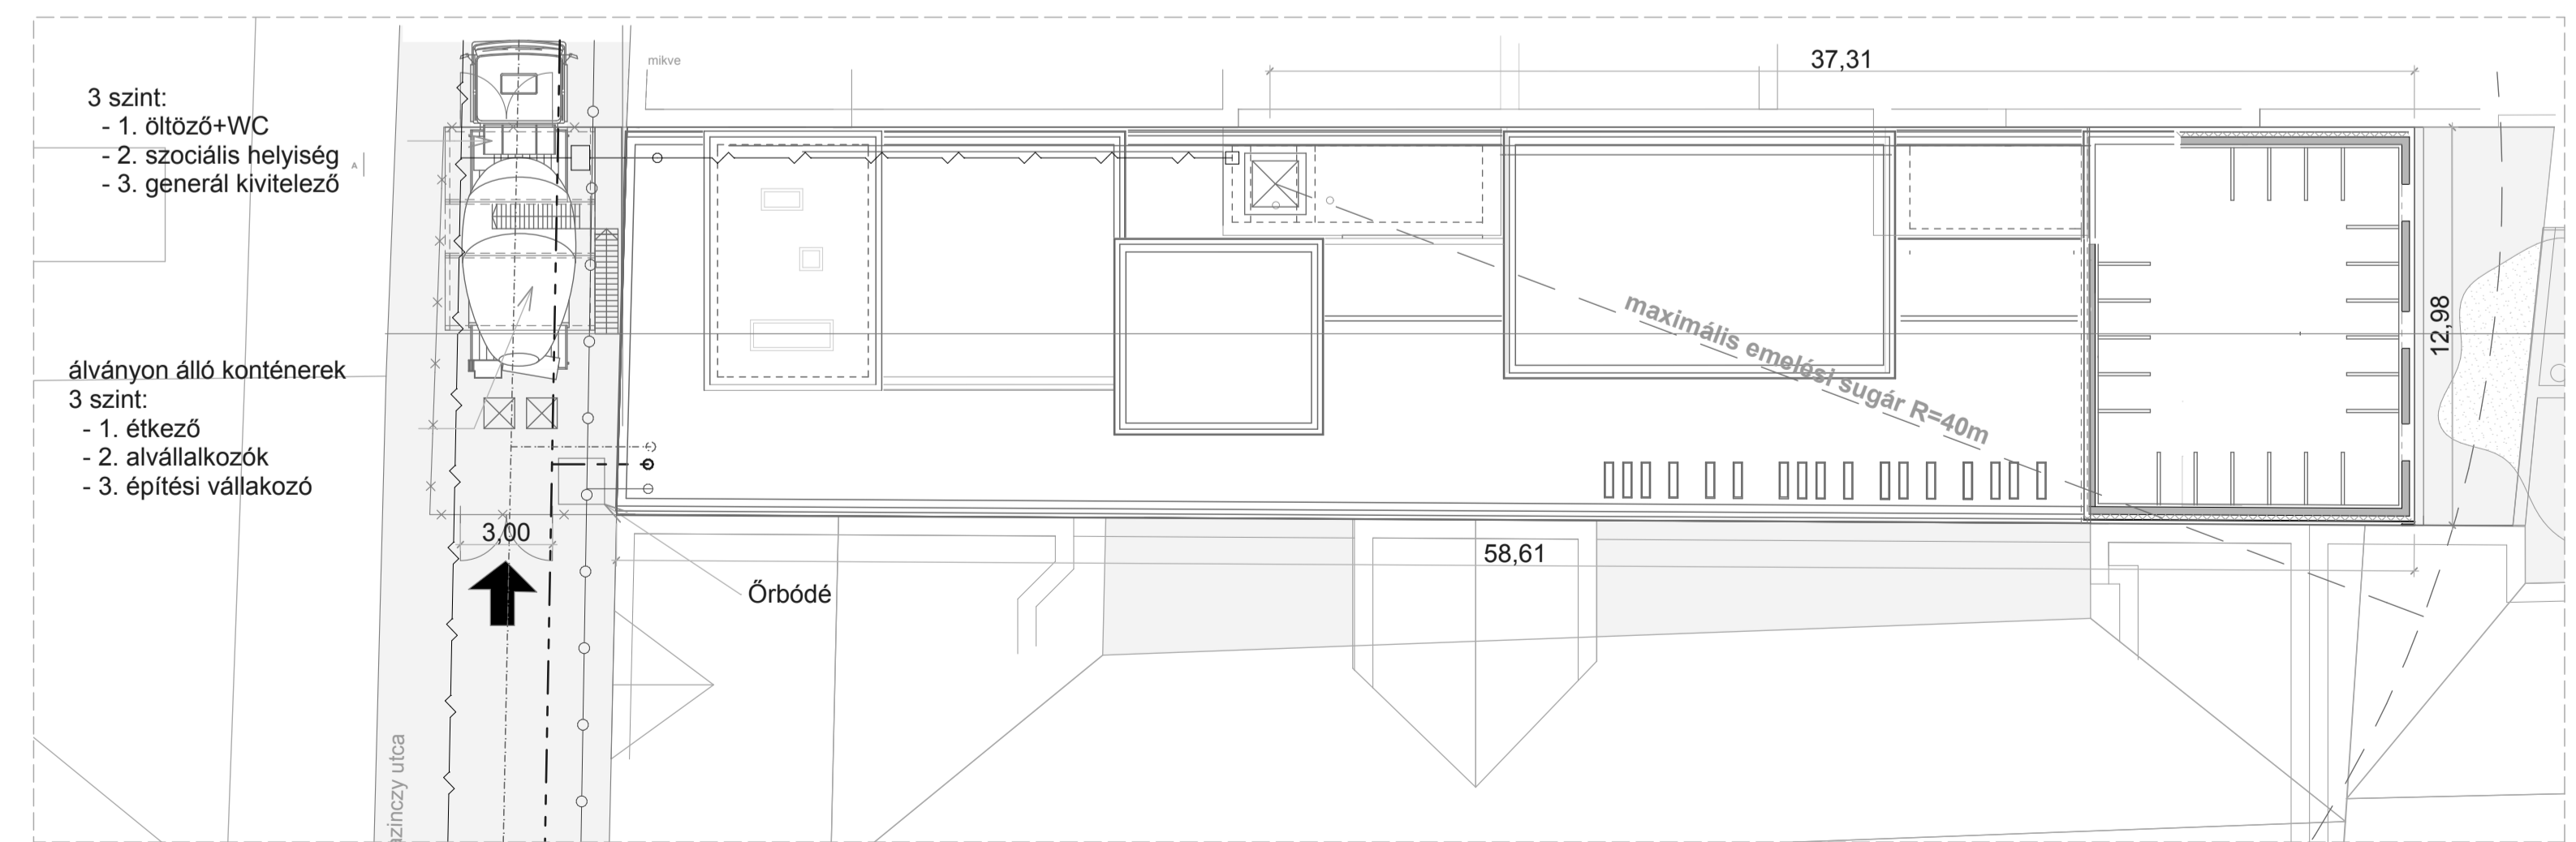 mikve
37,31
3 szint:
- 1. öltöző+WC
- 2. szociális helyiség
- 3. generál kivitelező
A
maximális emelési sugár R=40m
12,98
álványon álló konténerek
3 szint:
- 1. étkező
- 2. alvállalkozók
- 3. építési vállakozó
3,00
58,61
Őrbódé
azinczy utca